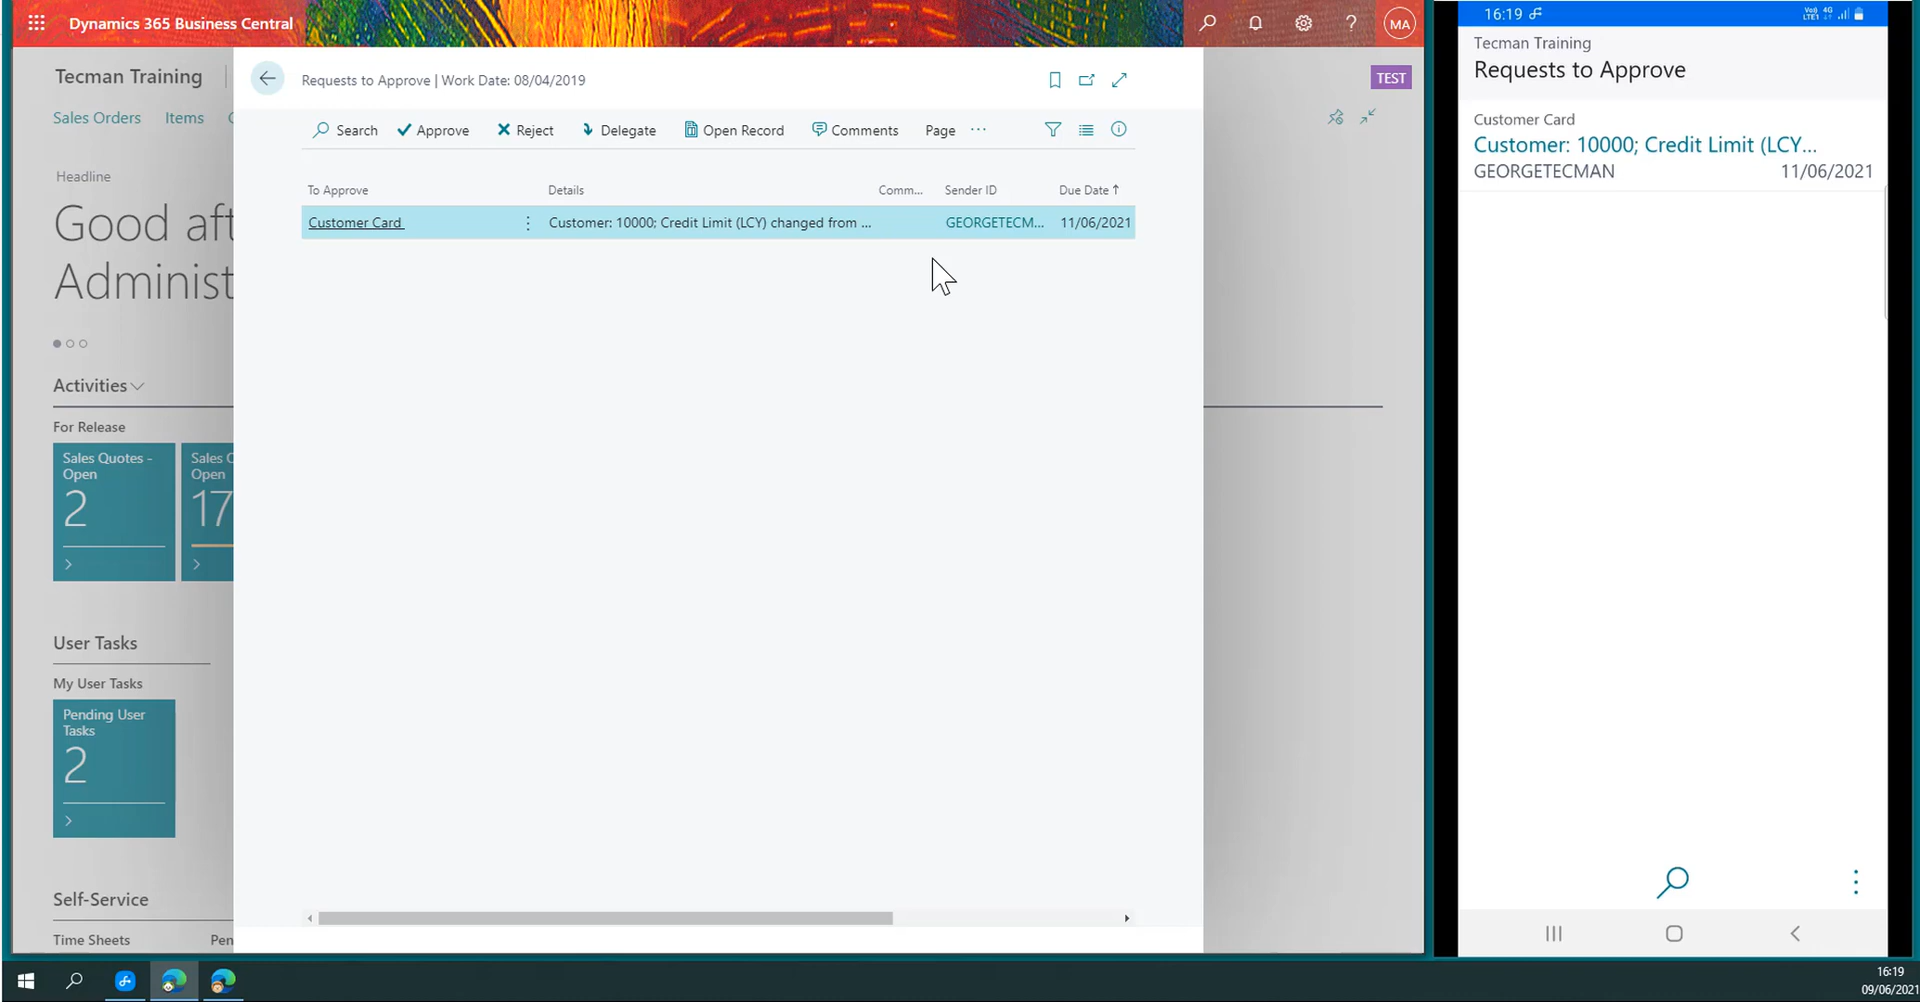 Dynamics 365 Business Central
MA
Tecman Training
Sales Orders Items
Headline
Good aft
Administ
Activities
For Release
Sales Quotes -
Open
2
Sales
Open
17
User Tasks
My User Tasks
Pending User
Tasks
2
Self-Service
Time Sheets Pen
TEST
Requests to Approve | Work Date: 08/04/2019
Search Approve Reject Delegate Open Record Comments Page ...
To Approve Details Comm... Sender ID Due Date ↑
Customer Card Customer: 10000; Credit Limit (LCY) changed from ... GEORGETECM... 11/06/2021
16:19
VoLTE1 4G
Tecman Training
Requests to Approve
Customer Card
Customer: 10000; Credit Limit (LCY...
GEORGETECMAN 11/06/2021
16:19
09/06/2021